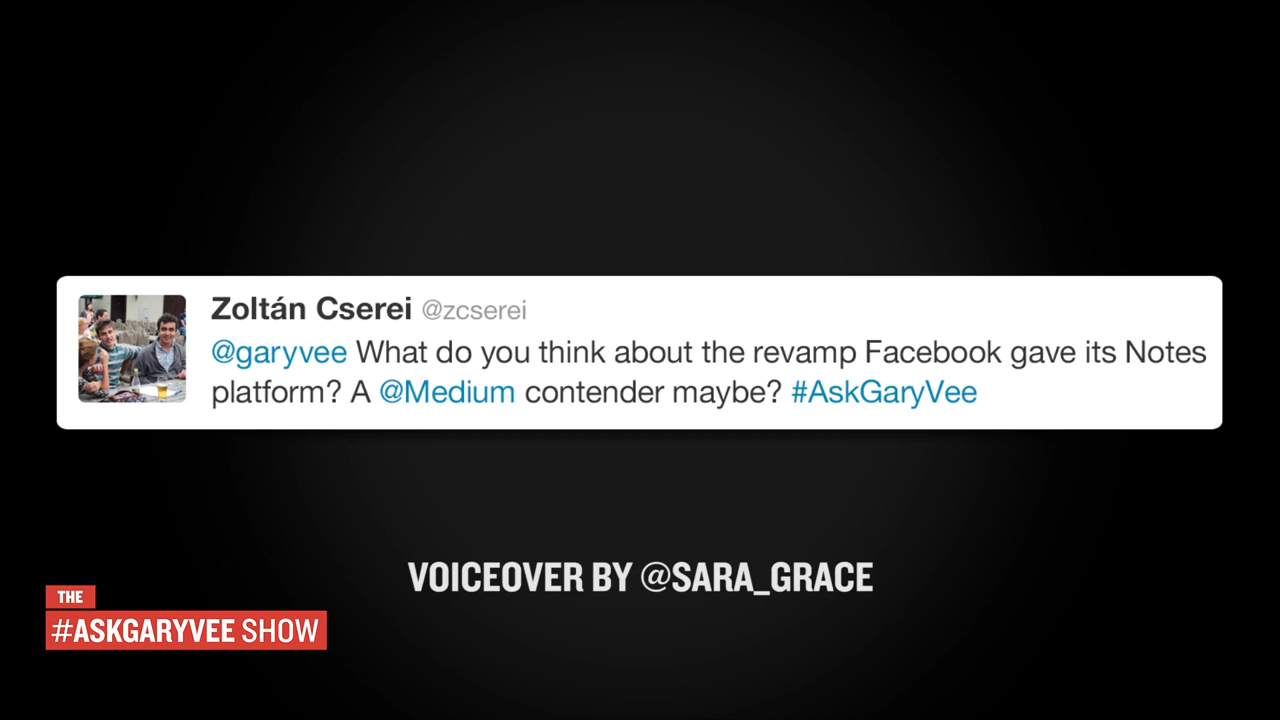 Zoltán Cserei @zcserei
@garyvee What do you think about the revamp Facebook gave its Notes
platform? A @Medium contender maybe? #AskGaryVee
VOICEOVER BY @SARA_GRACE
THE
#ASKGARYVEE SHOW